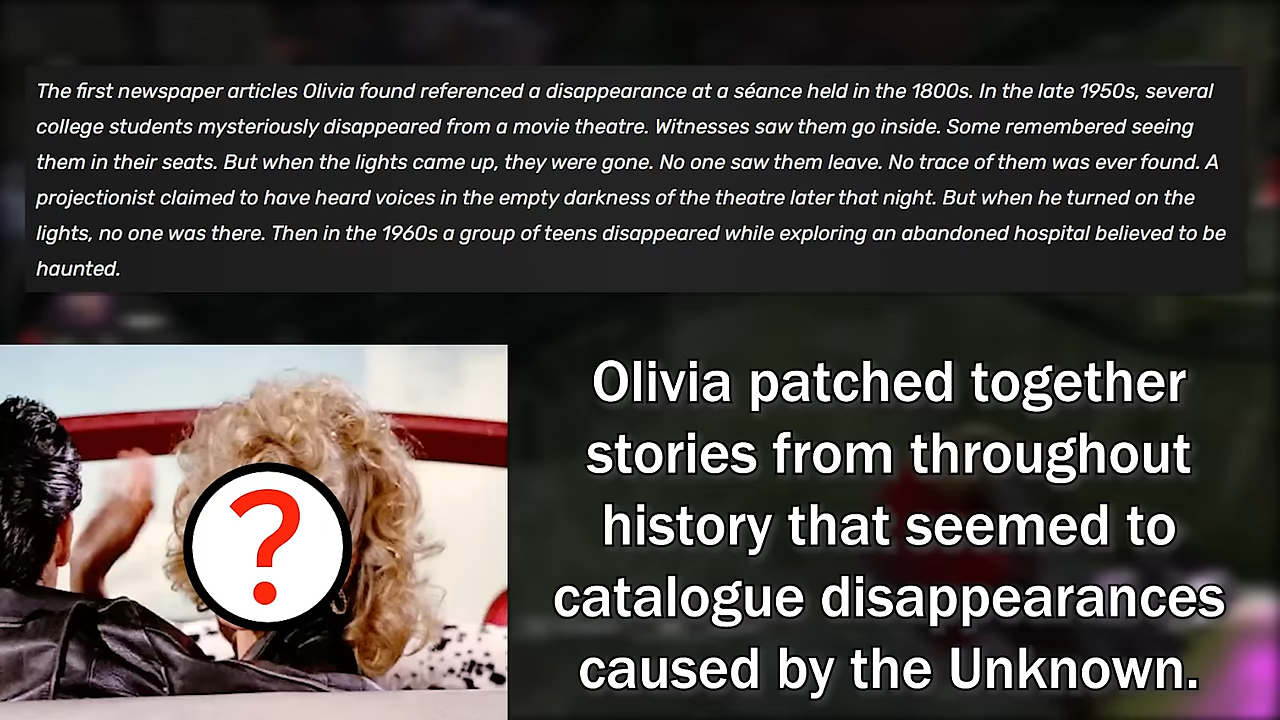 The first newspaper articles Olivia found referenced a disappearance at a séance held in the 1800s. In the late 1950s, several
college students mysteriously disappeared from a movie theatre. Witnesses saw them go inside. Some remembered seeing
them in their seats. But when the lights came up, they were gone. No one saw them leave. No trace of them was ever found. A
projectionist claimed to have heard voices in the empty darkness of the theatre later that night. But when he turned on the
lights, no one was there. Then in the 1960s a group of teens disappeared while exploring an abandoned hospital believed to be
haunted.
Olivia patched together
stories from throughout
history that seemed to
catalogue disappearances
caused by the Unknown.
?